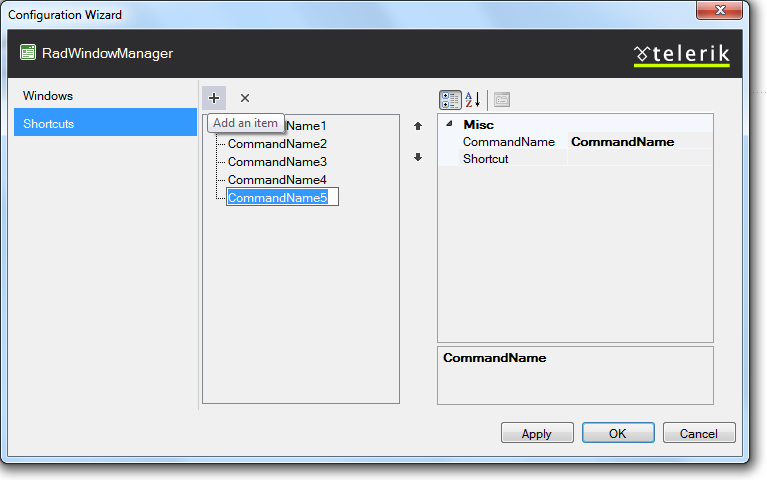 Configuration Wizard
RadWindowManager
telerik
Windows
Shortcuts
Add an item
Name1
CommandName2
CommandName3
CommandName4
CommandName5
A
Z
Misc
CommandName CommandName
Shortcut
CommandName
Apply OK Cancel